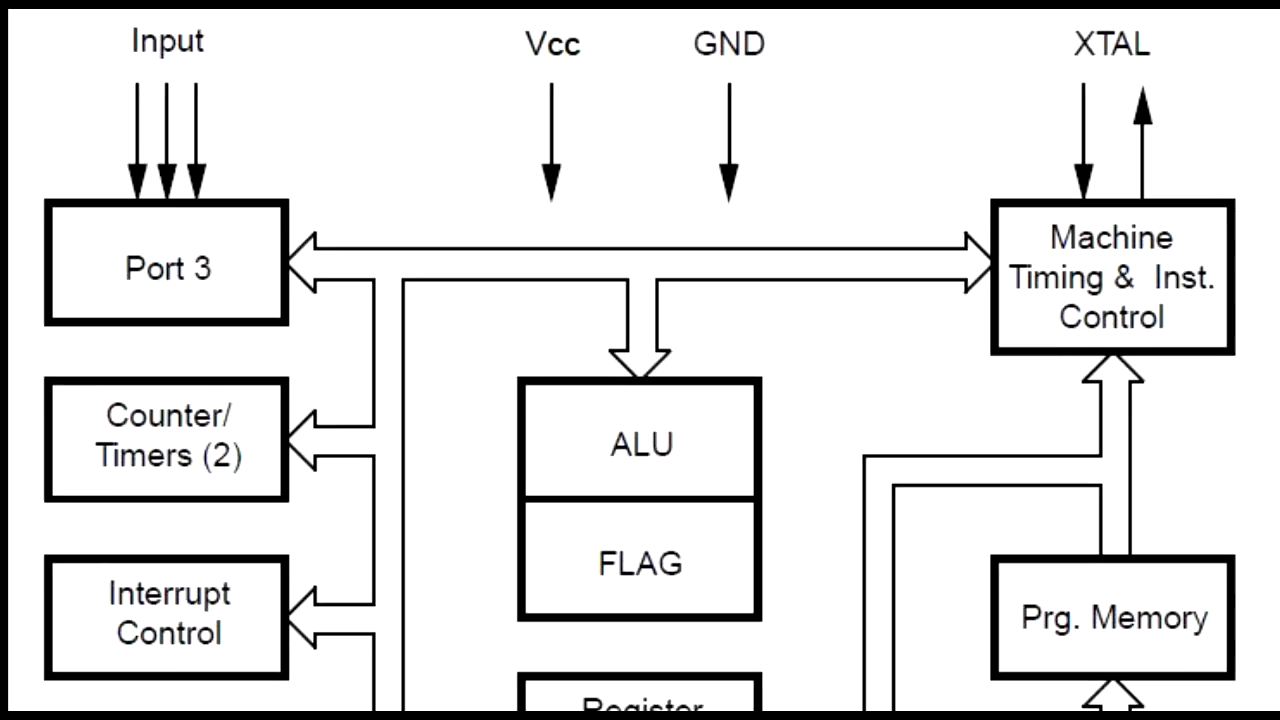 Input
Vcc
GND
XTAL
Port 3
Machine
Timing & Inst.
Control
Counter/
Timers (2)
ALU
FLAG
Interrupt
Control
Prg. Memory
Register